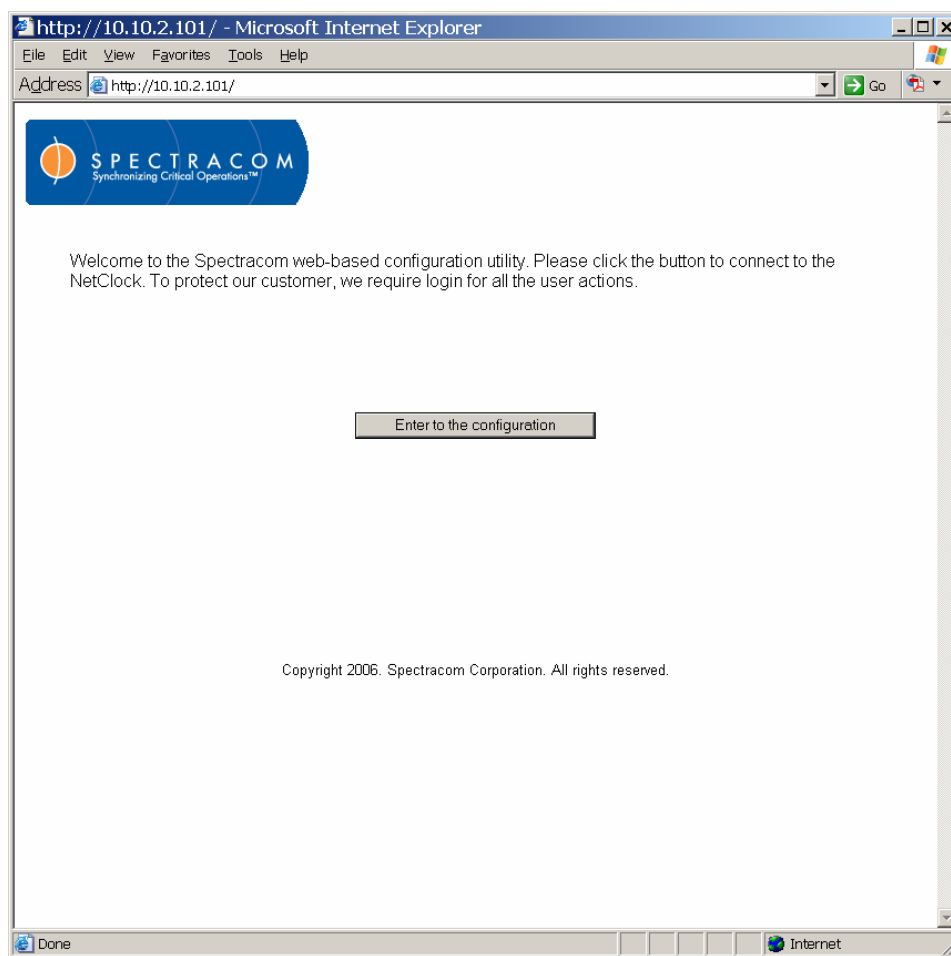 http://10.10.2.101/ - Microsoft Internet Explorer
File Edit View Favorites Tools Help
Address http://10.10.2.101/ Go
SPECTRACOM
Synchronizing Critical Operations™
Welcome to the Spectracom web-based configuration utility. Please click the button to connect to the
NetClock. To protect our customer, we require login for all the user actions.
Enter to the configuration
Copyright 2006. Spectracom Corporation. All rights reserved.
Done Internet